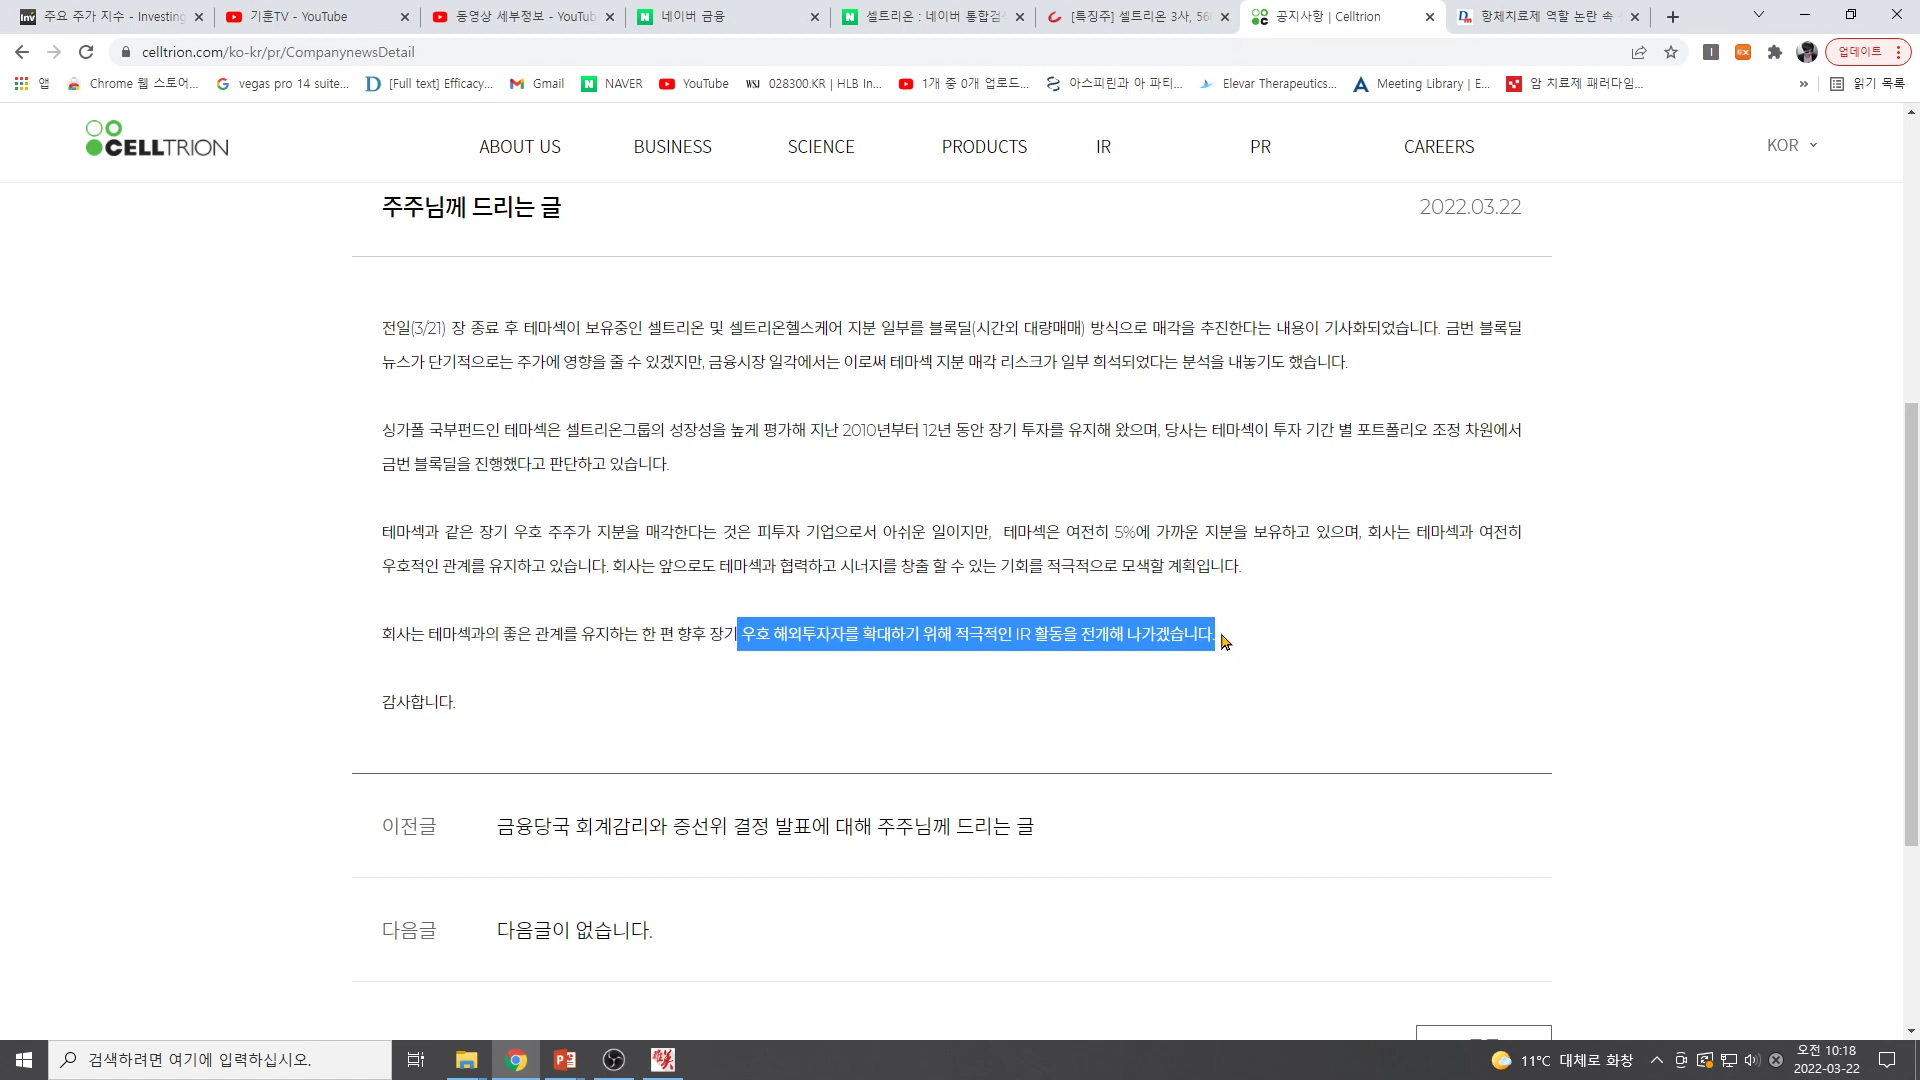 주요 주가 지수 - Investing
기훈TV - YouTube
동영상 세부정보 - YouTub
네이버 금융
셀트리온 : 네이버 통합검
[특징주] 셀트리온 3사, 56
공지사항 | Celltrion
항체치료제 역할 논란 속
celltrion.com/ko-kr/pr/CompanynewsDetail
업데이트
앱
Chrome 웹 스토어...
vegas pro 14 suite...
[Full text] Efficacy...
Gmail
NAVER
YouTube
028300.KR | HLB In...
1개 중 0개 업로드...
아스피린과 아 파티...
Elevar Therapeutics...
Meeting Library | E...
암 치료제 패러다임...
»
읽기 목록
CELLTRION
ABOUT US
BUSINESS
SCIENCE
PRODUCTS
IR
PR
CAREERS
KOR
주주님께 드리는 글
2022.03.22
전일(3/21) 장 종료 후 테마섹이 보유중인 셀트리온 및 셀트리온헬스케어 지분 일부를 블록딜(시간외 대량매매) 방식으로 매각을 추진한다는 내용이 기사화되었습니다. 금번 블록딜
뉴스가 단기적으로는 주가에 영향을 줄 수 있겠지만, 금융시장 일각에서는 이로써 테마섹 지분 매각 리스크가 일부 희석되었다는 분석을 내놓기도 했습니다.
싱가폴 국부펀드인 테마섹은 셀트리온그룹의 성장성을 높게 평가해 지난 2010년부터 12년 동안 장기 투자를 유지해 왔으며, 당사는 테마섹이 투자 기간 별 포트폴리오 조정 차원에서
금번 블록딜을 진행했다고 판단하고 있습니다.
테마섹과 같은 장기 우호 주주가 지분을 매각한다는 것은 피투자 기업으로서 아쉬운 일이지만, 테마섹은 여전히 5%에 가까운 지분을 보유하고 있으며, 회사는 테마섹과 여전히
우호적인 관계를 유지하고 있습니다. 회사는 앞으로도 테마섹과 협력하고 시너지를 창출 할 수 있는 기회를 적극적으로 모색할 계획입니다.
회사는 테마섹과의 좋은 관계를 유지하는 한 편 향후 장기 우호 해외투자자를 확대하기 위해 적극적인 IR 활동을 전개해 나가겠습니다.
감사합니다.
이전글
금융당국 회계감리와 증선위 결정 발표에 대해 주주님께 드리는 글
다음글
다음글이 없습니다.
검색하려면 여기에 입력하십시오.
11°C 대체로 화창
오전 10:18
2022-03-22